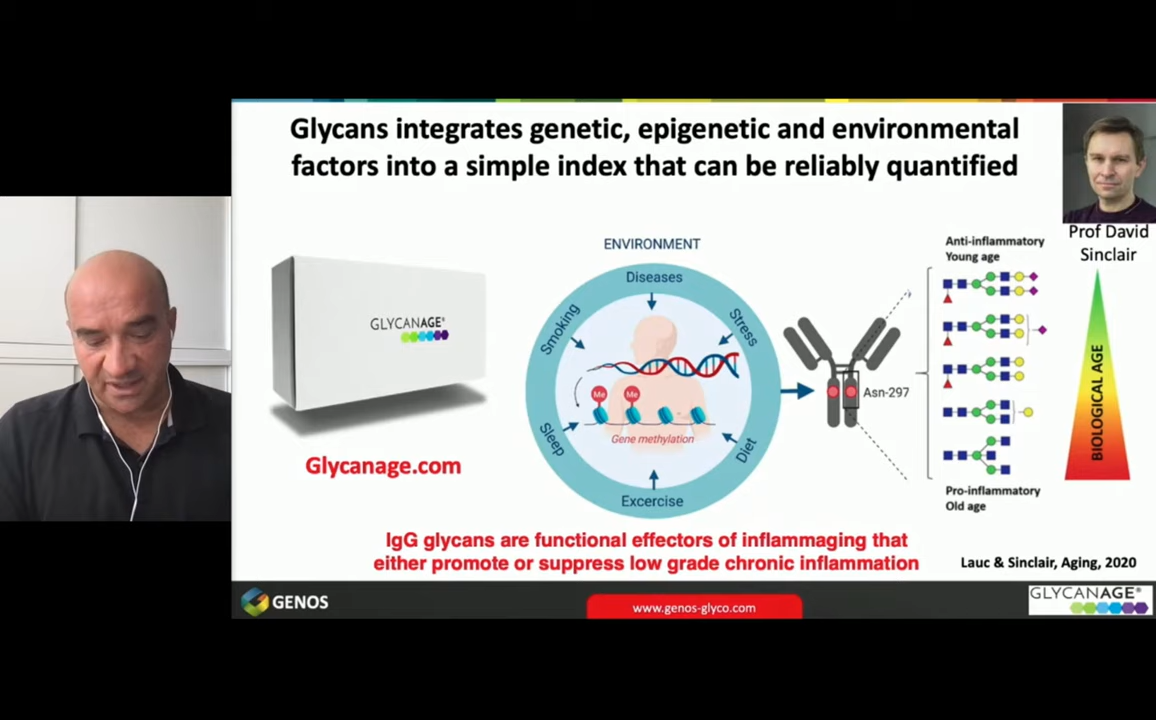 Glycans integrates genetic, epigenetic and environmental
factors into a simple index that can be reliably quantified
Prof David
Sinclair
GLYCANAGE®
Glycanage.com
ENVIRONMENT
Diseases
Smoking
Stress
Me
Me
Gene methylation
Sleep
Diet
Excercise
Asn-297
Anti-inflammatory
Young age
Pro-inflammatory
Old age
BIOLOGICAL AGE
IgG glycans are functional effectors of inflammaging that
either promote or suppress low grade chronic inflammation
Lauc & Sinclair, Aging, 2020
GENOS
www.genos-glyco.com
GLYCANAGE®